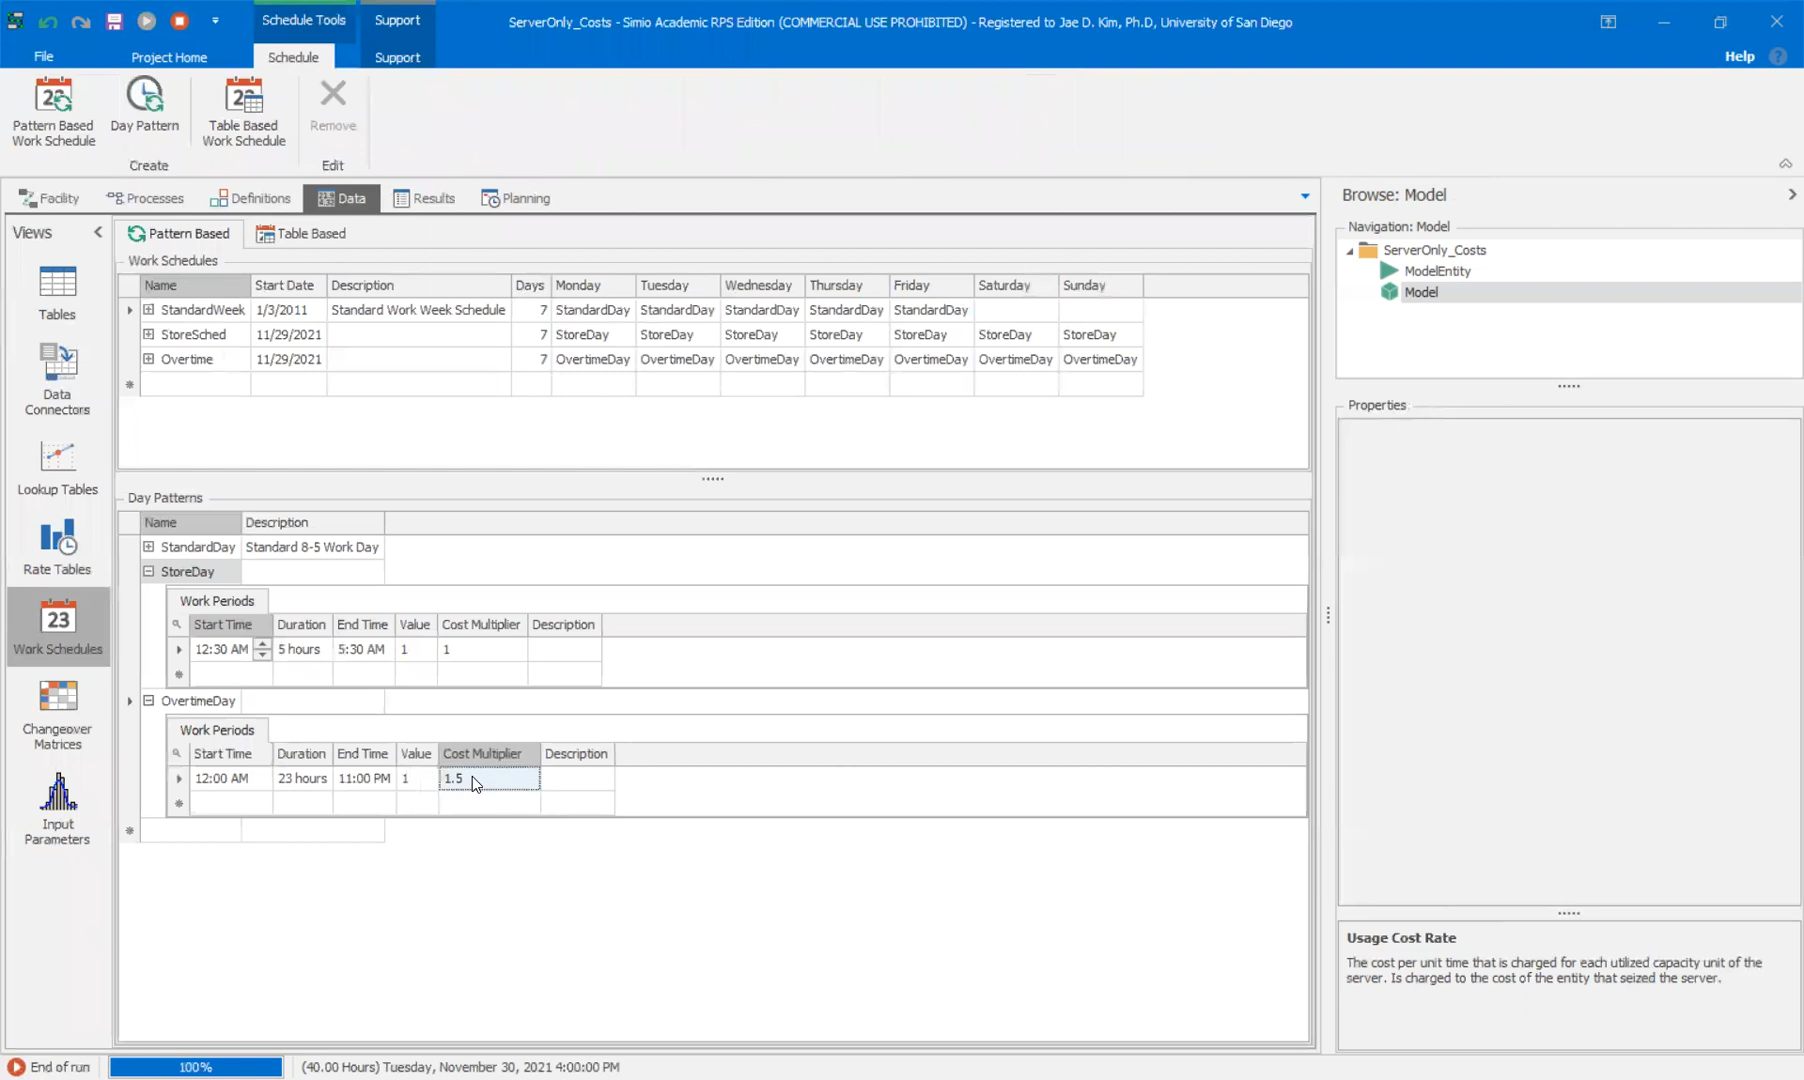 Schedule Tools
Support
ServerOnly_Costs - Simio Academic RPS Edition (COMMERCIAL USE PROHIBITED) - Registered to Jae D. Kim, Ph.D, University of San Diego
File
Project Home
Schedule
Support
Help
Pattern Based Work Schedule
Day Pattern
Table Based Work Schedule
Remove
Create
Edit
Facility
Processes
Definitions
Data
Results
Planning
Browse: Model
Navigation: Model
ServerOnly_Costs
ModelEntity
Model
Views
Tables
Data Connectors
Lookup Tables
Rate Tables
23
Work Schedules
Changeover Matrices
Input Parameters
Pattern Based
Table Based
Work Schedules
Name Start Date Description Days Monday Tuesday Wednesday Thursday Friday Saturday Sunday
StandardWeek 1/3/2011 Standard Work Week Schedule 7 StandardDay StandardDay StandardDay StandardDay StandardDay
StoreSched 11/29/2021 7 StoreDay StoreDay StoreDay StoreDay StoreDay StoreDay StoreDay
Overtime 11/29/2021 7 OvertimeDay OvertimeDay OvertimeDay OvertimeDay OvertimeDay OvertimeDay OvertimeDay
Day Patterns
Name Description
StandardDay Standard 8-5 Work Day
StoreDay
Work Periods
Start Time Duration End Time Value Cost Multiplier Description
12:30 AM 5 hours 5:30 AM 1 1
OvertimeDay
Work Periods
Start Time Duration End Time Value Cost Multiplier Description
12:00 AM 23 hours 11:00 PM 1 1.5
Properties
Usage Cost Rate
The cost per unit time that is charged for each utilized capacity unit of the
server. Is charged to the cost of the entity that seized the server.
End of run
100%
(40.00 Hours) Tuesday, November 30, 2021 4:00:00 PM